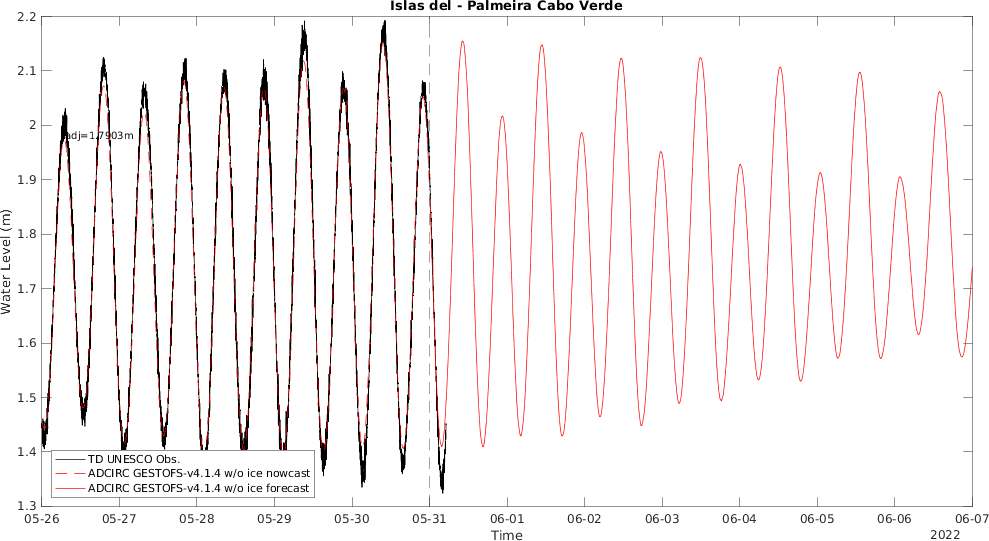 Islas del - Palmeira Cabo Verde
Water Level (m)
2.2
2.1
2
1.9
1.8
1.7
1.6
1.5
1.4
1.3
adj=1.7903m
TD UNESCO Obs.
ADCIRC GESTOFS-v4.1.4 w/o ice nowcast
ADCIRC GESTOFS-v4.1.4 w/o ice forecast
05-26 05-27 05-28 05-29 05-30 05-31 06-01 06-02 06-03 06-04 06-05 06-06 06-07
Time
2022